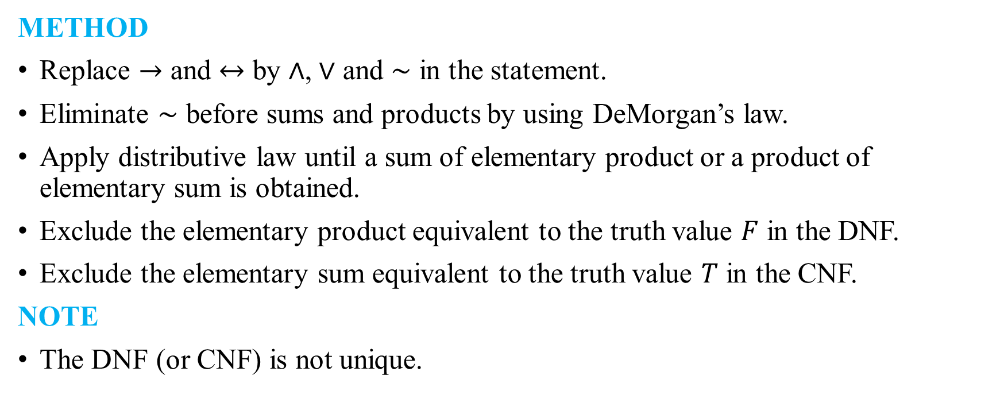 METHOD
• Replace → and ↔ by ∧, ∨ and ~ in the statement.
• Eliminate ~ before sums and products by using DeMorgan’s law.
• Apply distributive law until a sum of elementary product or a product of
elementary sum is obtained.
• Exclude the elementary product equivalent to the truth value F in the DNF.
• Exclude the elementary sum equivalent to the truth value T in the CNF.
NOTE
• The DNF (or CNF) is not unique.